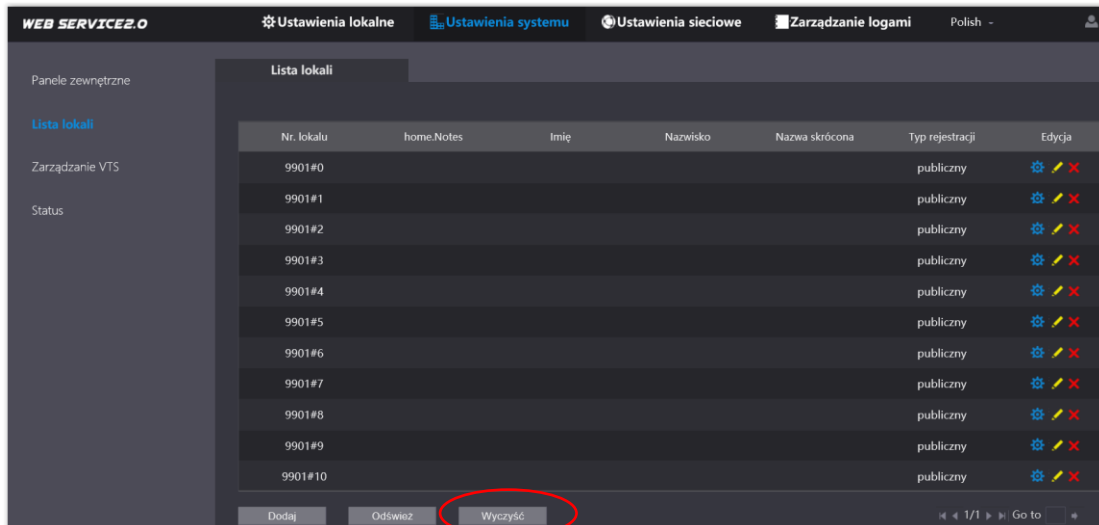 WEB SERVICE2.0 Ustawienia lokalne Ustawienia systemu Ustawienia sieciowe Zarządzanie logami Polish
Panele zewnętrzne
Lista lokali
Zarządzanie VTS
Status
Lista lokali
Nr. lokalu home.Notes Imię Nazwisko Nazwa skrócona Typ rejestracji Edycja
9901#0 publiczny
9901#1 publiczny
9901#2 publiczny
9901#3 publiczny
9901#4 publiczny
9901#5 publiczny
9901#6 publiczny
9901#7 publiczny
9901#8 publiczny
9901#9 publiczny
9901#10 publiczny
Dodaj Odśwież Wyczyść 1/1 Go to